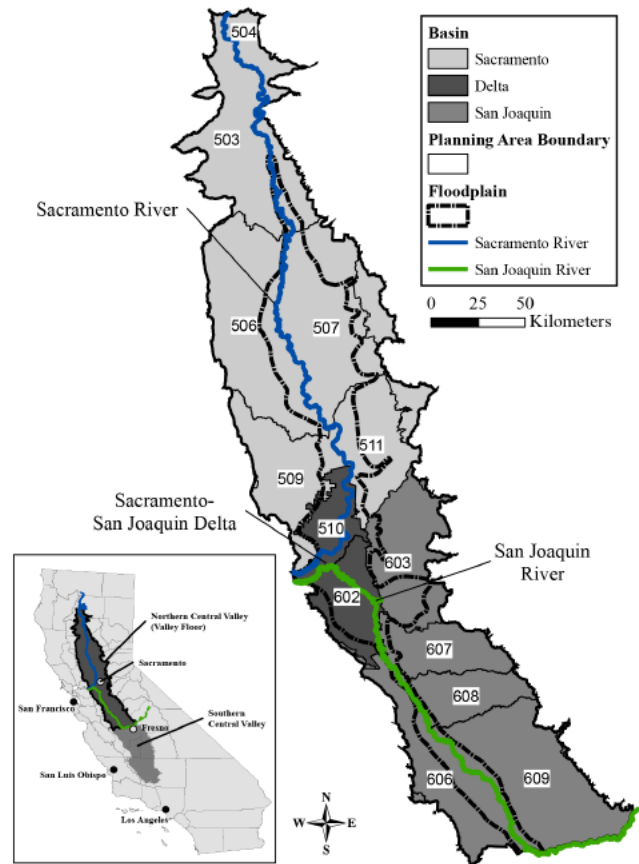 504
503
Sacramento River
506
507
511
509
Sacramento-
San Joaquin Delta
510
603
San Joaquin
River
602
607
608
606
609
Basin
Sacramento
Delta
San Joaquin
Planning Area Boundary
Floodplain
Sacramento River
San Joaquin River
0 25 50
Kilometers
Northern Central Valley
(Valley Floor)
Sacramento
San Francisco
Fresno
Southern
Central Valley
San Luis Obispo
Los Angeles
N
W E
S